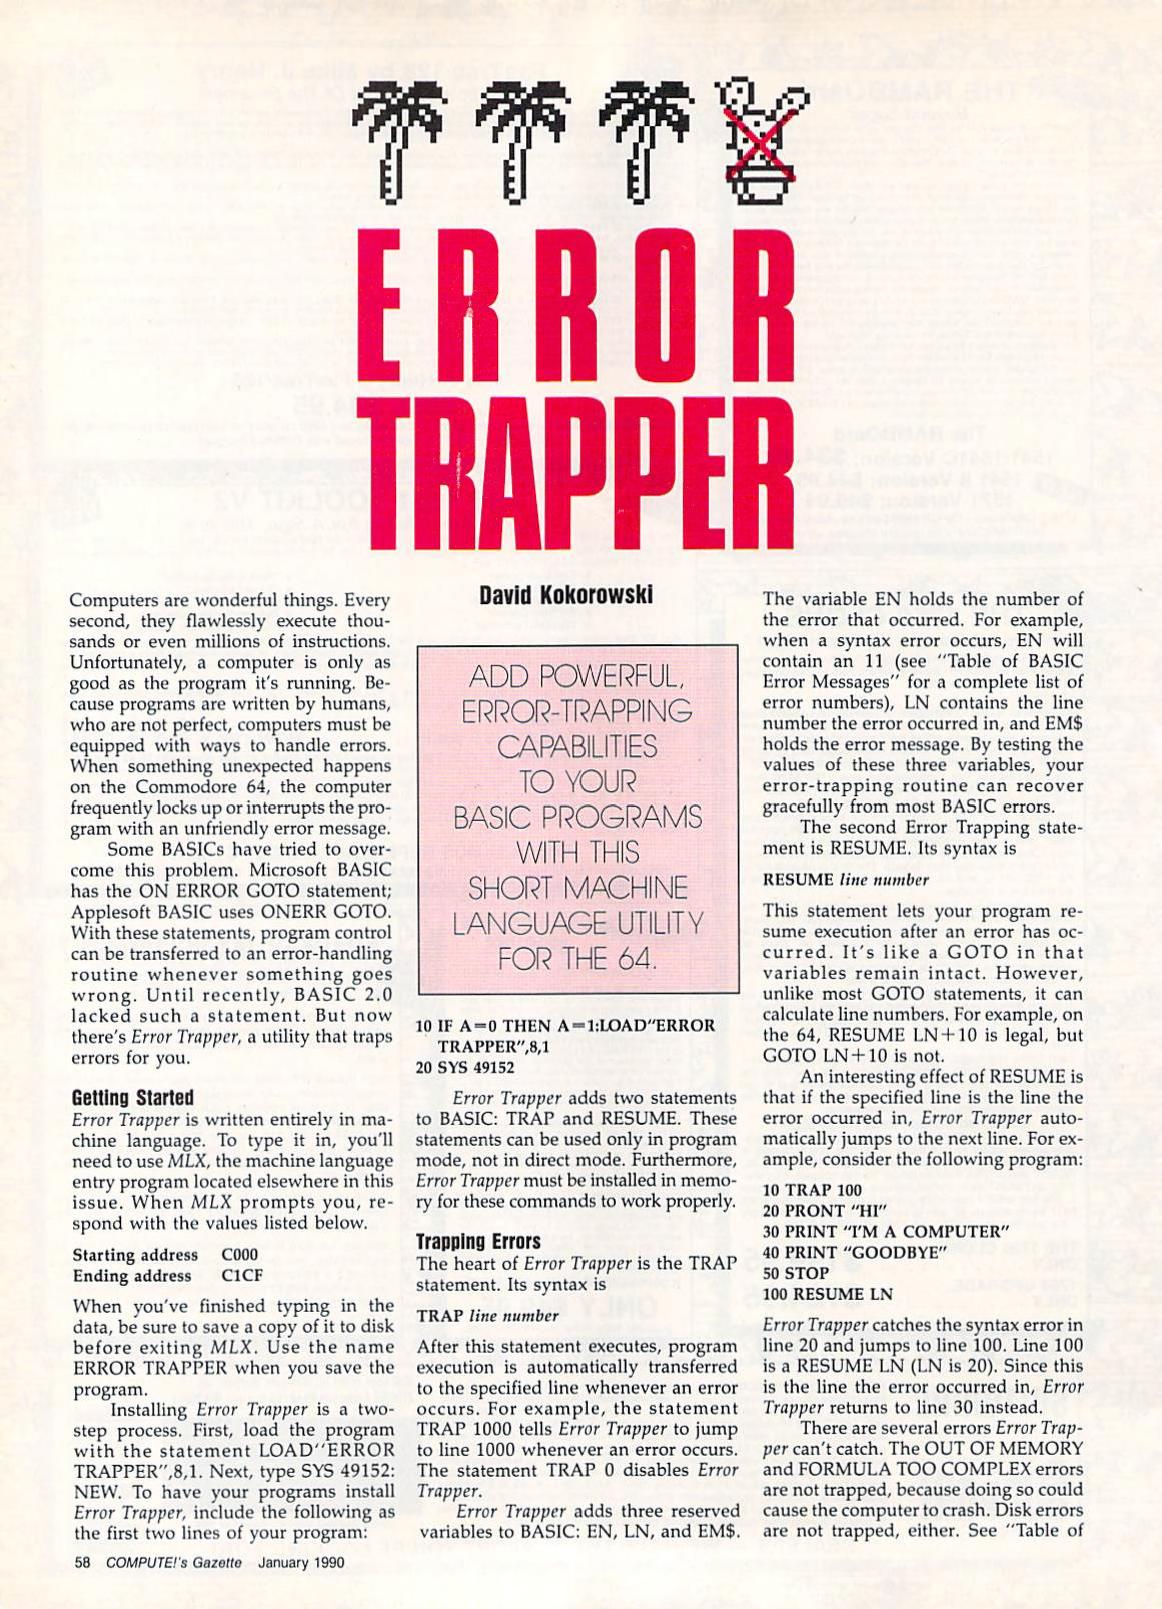 ERROR
TRAPPER
Computers are wonderful things. Every
second, they flawlessly execute thou-
sands or even millions of instructions.
Unfortunately, a computer is only as
good as the program it's running. Be-
cause programs are written by humans,
who are not perfect, computers must be
equipped with ways to handle errors.
When something unexpected happens
on the Commodore 64, the computer
frequently locks up or interrupts the pro-
gram with an unfriendly error message.
Some BASICs have tried to over-
come this problem. Microsoft BASIC
has the ON ERROR GOTO statement;
Applesoft BASIC uses ONERR GOTO.
With these statements, program control
can be transferred to an error-handling
routine whenever something goes
wrong. Until recently, BASIC 2.0
lacked such a statement. But now
there's Error Trapper, a utility that traps
errors for you.
Getting Started
Error Trapper is written entirely in ma-
chine language. To type it in, you'll
need to use MLX, the machine language
entry program located elsewhere in this
issue. When MLX prompts you, re-
spond with the values listed below.
Starting address C000
Ending address C1CF
When you've finished typing in the
data, be sure to save a copy of it to disk
before exiting MLX. Use the name
ERROR TRAPPER when you save the
program.
Installing Error Trapper is a two-
step process. First, load the program
with the statement LOAD"ERROR
TRAPPER",8,1. Next, type SYS 49152:
NEW. To have your programs install
Error Trapper, include the following as
the first two lines of your program:
David Kokorowski
ADD POWERFUL,
ERROR-TRAPPING
CAPABILITIES
TO YOUR
BASIC PROGRAMS
WITH THIS
SHORT MACHINE
LANGUAGE UTILITY
FOR THE 64.
10 IF A=0 THEN A=1:LOAD"ERROR
TRAPPER",8,1
20 SYS 49152
Error Trapper adds two statements
to BASIC: TRAP and RESUME. These
statements can be used only in program
mode, not in direct mode. Furthermore,
Error Trapper must be installed in memo-
ry for these commands to work properly.
Trapping Errors
The heart of Error Trapper is the TRAP
statement. Its syntax is
TRAP line number
After this statement executes, program
execution is automatically transferred
to the specified line whenever an error
occurs. For example, the statement
TRAP 1000 tells Error Trapper to jump
to line 1000 whenever an error occurs.
The statement TRAP 0 disables Error
Trapper.
Error Trapper adds three reserved
variables to BASIC: EN, LN, and EM$.
The variable EN holds the number of
the error that occurred. For example,
when a syntax error occurs, EN will
contain an 11 (see "Table of BASIC
Error Messages" for a complete list of
error numbers), LN contains the line
number the error occurred in, and EM$
holds the error message. By testing the
values of these three variables, your
error-trapping routine can recover
gracefully from most BASIC errors.
The second Error Trapping state-
ment is RESUME. Its syntax is
RESUME line number
This statement lets your program re-
sume execution after an error has oc-
curred. It's like a GOTO in that
variables remain intact. However,
unlike most GOTO statements, it can
calculate line numbers. For example, on
the 64, RESUME LN+10 is legal, but
GOTO LN+10 is not.
An interesting effect of RESUME is
that if the specified line is the line the
error occurred in, Error Trapper auto-
matically jumps to the next line. For ex-
ample, consider the following program:
10 TRAP 100
20 PRONT "HI"
30 PRINT "I'M A COMPUTER"
40 PRINT "GOODBYE"
50 STOP
100 RESUME LN
Error Trapper catches the syntax error in
line 20 and jumps to line 100. Line 100
is a RESUME LN (LN is 20). Since this
is the line the error occurred in, Error
Trapper returns to line 30 instead.
There are several errors Error Trap-
per can't catch. The OUT OF MEMORY
and FORMULA TOO COMPLEX errors
are not trapped, because doing so could
cause the computer to crash. Disk errors
are not trapped, either. See "Table of
58 COMPUTE!'s Gazette January 1990